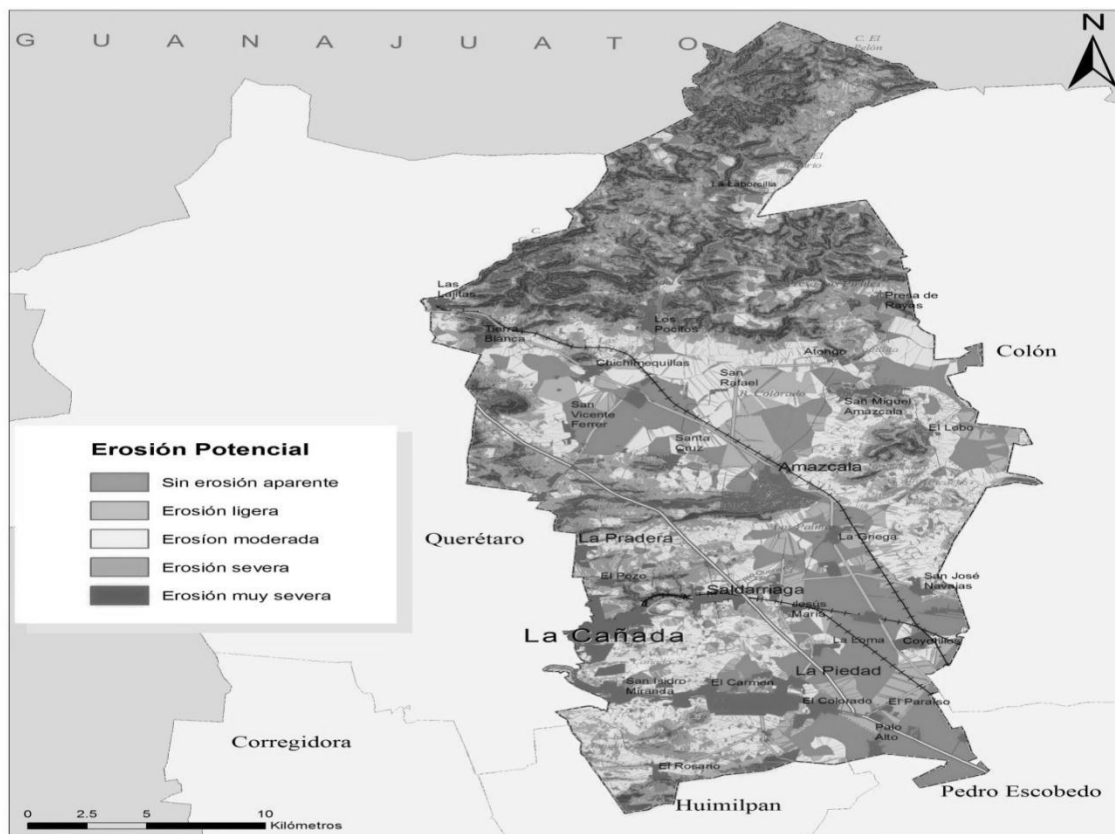 GUANAJUATO
N
C. El
Pelón
La Laborcilla
C.
Las
Lajitas
Presa de
Rayas
Tierra
Blanca
Los
Pocitos
Colón
Atongo
Chichimequillas
San
Rafael
R. Colorado
San
Vicente
Ferrer
San Miguel
Amazcala
El Lobo
Santa
Cruz
Amazcala
Erosión Potencial
Sin erosión aparente
Erosión ligera
Erosíon moderada
Erosión severa
Erosión muy severa
Querétaro
La Pradera
La Griega
El Pozo
San José
Navajas
Saldarriaga
Jesús
María
La Cañada
La Loma
Coyotillos
La Piedad
San Isidro
Miranda
El Carmen
El Colorado
El Paraíso
Palo
Alto
Corregidora
El Rosario
Huimilpan
Pedro Escobedo
0 2.5 5 10
Kilómetros